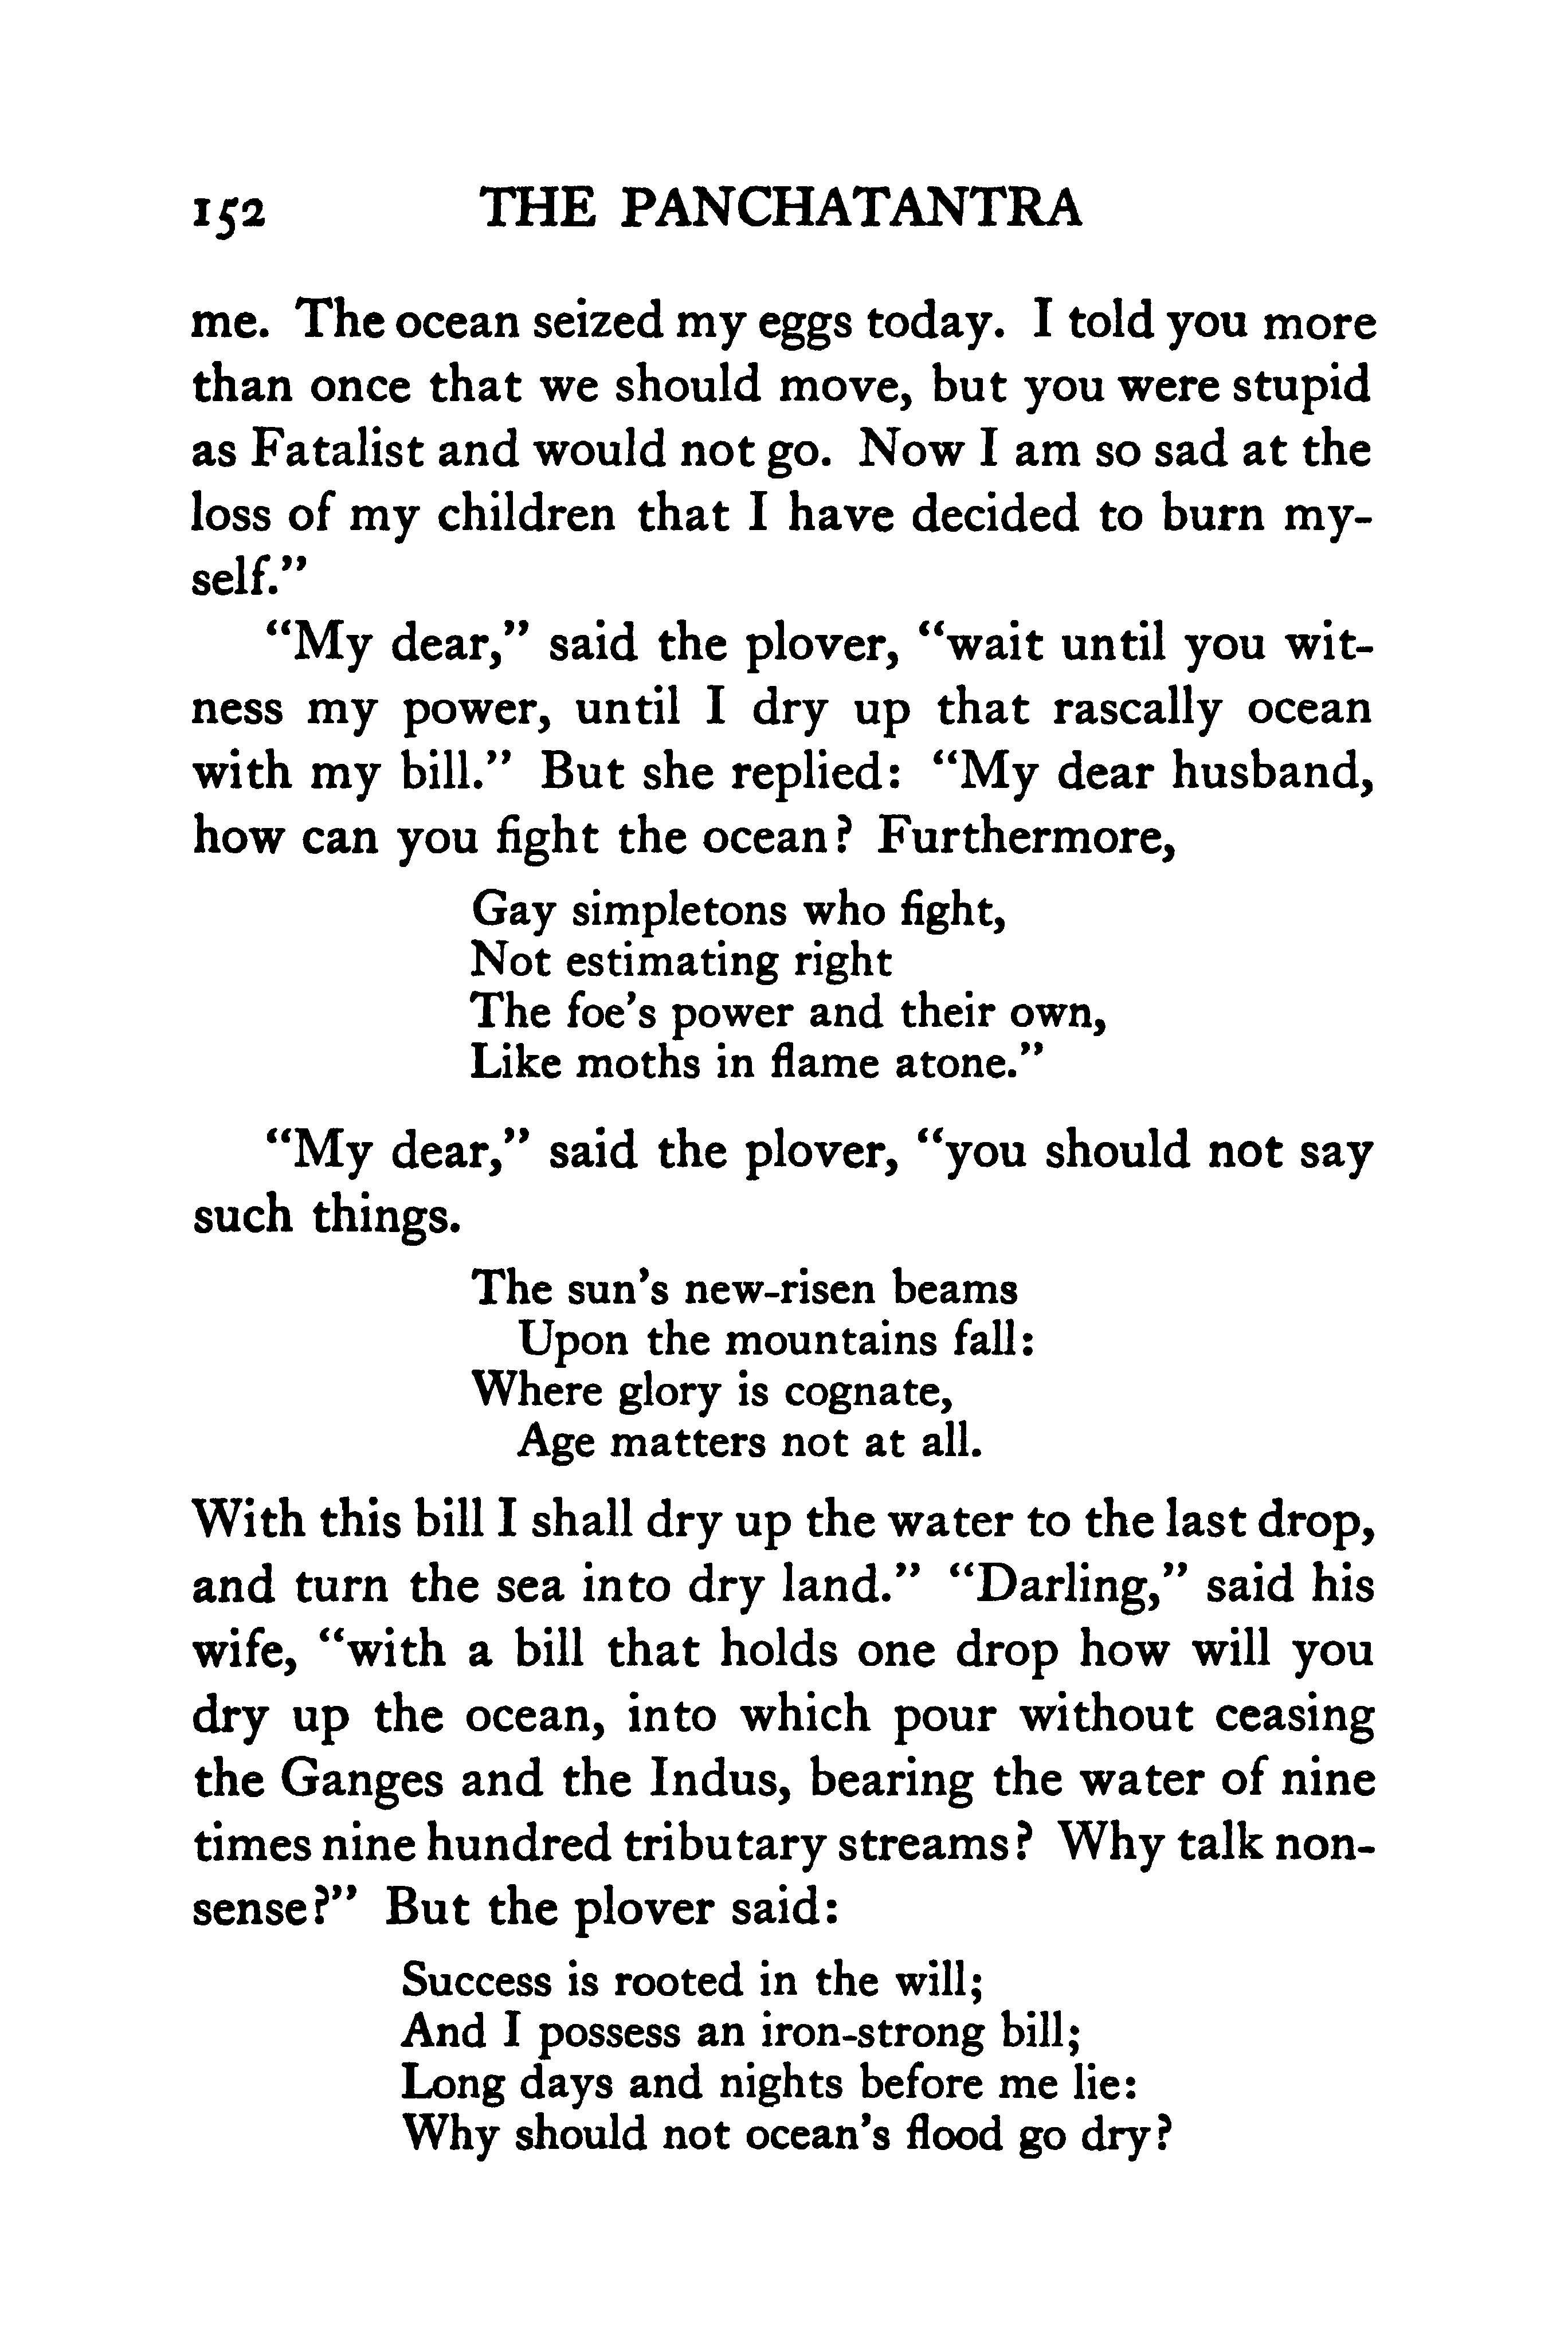 152 THE PANCHATANTRA
me. The ocean seized my eggs today. I told you more
than once that we should move, but you were stupid
as Fatalist and would not go. Now I am so sad at the
loss of my children that I have decided to burn my-
self.”
“My dear,” said the plover, “wait until you wit-
ness my power, until I dry up that rascally ocean
with my bill.” But she replied: “My dear husband,
how can you fight the ocean? Furthermore,
Gay simpletons who fight,
Not estimating right
The foe’s power and their own,
Like moths in flame atone.”
“My dear,” said the plover, “you should not say
such things.
The sun’s new-risen beams
Upon the mountains fall:
Where glory is cognate,
Age matters not at all.
With this bill I shall dry up the water to the last drop,
and turn the sea into dry land.” “Darling,” said his
wife, “with a bill that holds one drop how will you
dry up the ocean, into which pour without ceasing
the Ganges and the Indus, bearing the water of nine
times nine hundred tributary streams? Why talk non-
sense?” But the plover said:
Success is rooted in the will;
And I possess an iron-strong bill;
Long days and nights before me lie:
Why should not ocean’s flood go dry?